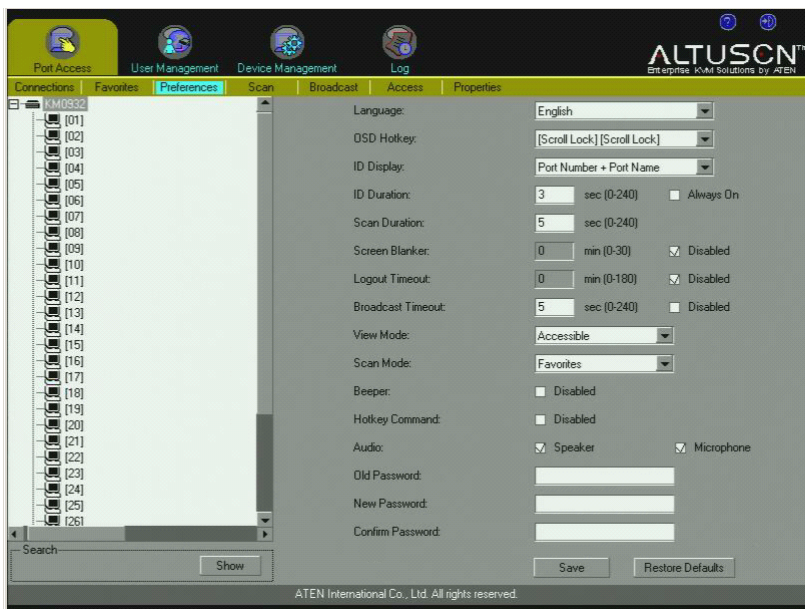 ?
ALTUSCN™
Enterprise KVM Solutions by ATEN
Port Access
User Management
Device Management
Log
Connections
Favorites
Preferences
Scan
Broadcast
Access
Properties
KM0932
[01]
[02]
[03]
[04]
[05]
[06]
[07]
[08]
[09]
[10]
[11]
[12]
[13]
[14]
[15]
[16]
[17]
[18]
[19]
[20]
[21]
[22]
[23]
[24]
[25]
[26]
Search
Show
Language: English
OSD Hotkey: [Scroll Lock] [Scroll Lock]
ID Display: Port Number + Port Name
ID Duration: 3 sec (0-240) Always On
Scan Duration: 5 sec (0-240)
Screen Blanker: 0 min (0-30) Disabled
Logout Timeout: 0 min (0-180) Disabled
Broadcast Timeout: 5 sec (0-240) Disabled
View Mode: Accessible
Scan Mode: Favorites
Beeper: Disabled
Hotkey Command: Disabled
Audio: Speaker Microphone
Old Password:
New Password:
Confirm Password:
Save
Restore Defaults
ATEN International Co., Ltd. All rights reserved.